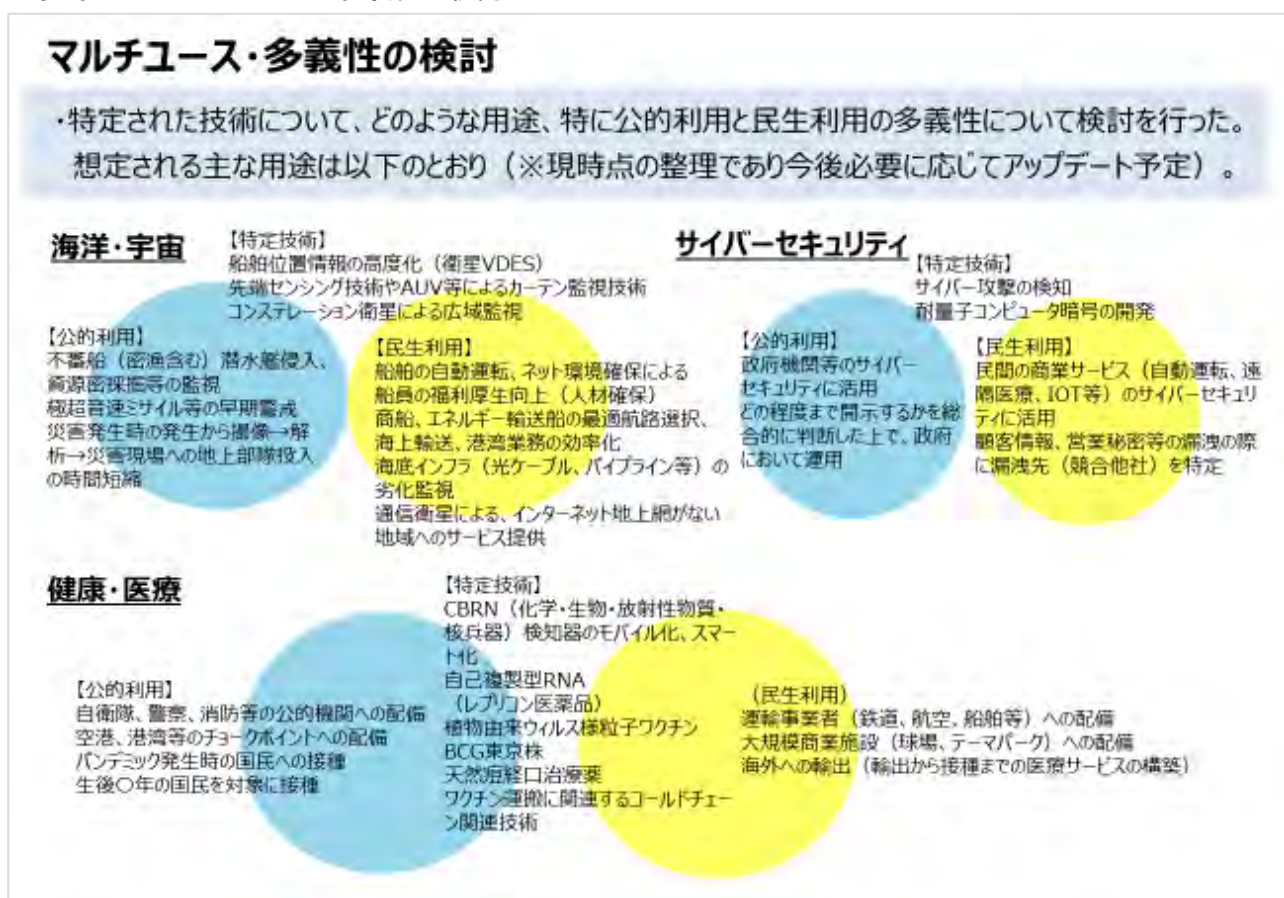 マルチユース・多義性の検討
・特定された技術について、どのような用途、特に公的利用と民生利用の多義性について検討を行った。
想定される主な用途は以下のとおり（※現時点の整理であり今後必要に応じてアップデート予定）。
海洋・宇宙
【特定技術】
船舶位置情報の高度化（衛星VDES）
先端センシング技術やAUV等によるカーテン監視技術
コンステレーション衛星による広域監視
【公的利用】
不審船（密漁含む）潜水艦侵入、
資源密採掘等の監視
極超音速ミサイル等の早期警戒
災害発生時の発生から撮像→解
析→災害現場への地上部隊投入
の時間短縮
【民生利用】
船舶の自動運転、ネット環境確保による
船員の福利厚生向上（人材確保）
商船、エネルギー輸送船の最適航路選択、
海上輸送、港湾業務の効率化
海底インフラ（光ケーブル、パイプライン等）の
劣化監視
通信衛星による、インターネット地上網がない
地域へのサービス提供
サイバーセキュリティ
【特定技術】
サイバー攻撃の検知
耐量子コンピュータ暗号の開発
【公的利用】
政府機関等のサイバー
セキュリティに活用
どの程度まで開示するかを総
合的に判断した上で、政府
において運用
【民生利用】
民間の商業サービス（自動運転、遠
隔医療、IOT等）のサイバーセキュリ
ティに活用
顧客情報、営業秘密等の漏洩の際
に漏洩先（競合他社）を特定
健康・医療
【特定技術】
CBRN（化学・生物・放射性物質・
核兵器）検知器のモバイル化、スマー
ト化
自己複製型RNA
（レプリコン医薬品）
植物由来ウィルス様粒子ワクチン
BCG東京株
天然痘経口治療薬
ワクチン運搬に関連するコールドチェー
ン関連技術
【公的利用】
自衛隊、警察、消防等の公的機関への配備
空港、港湾等のチョークポイントへの配備
パンデミック発生時の国民への接種
生後〇年の国民を対象に接種
（民生利用）
運輸事業者（鉄道、航空、船舶等）への配備
大規模商業施設（球場、テーマパーク）への配備
海外への輸出（輸出から接種までの医療サービスの構築）